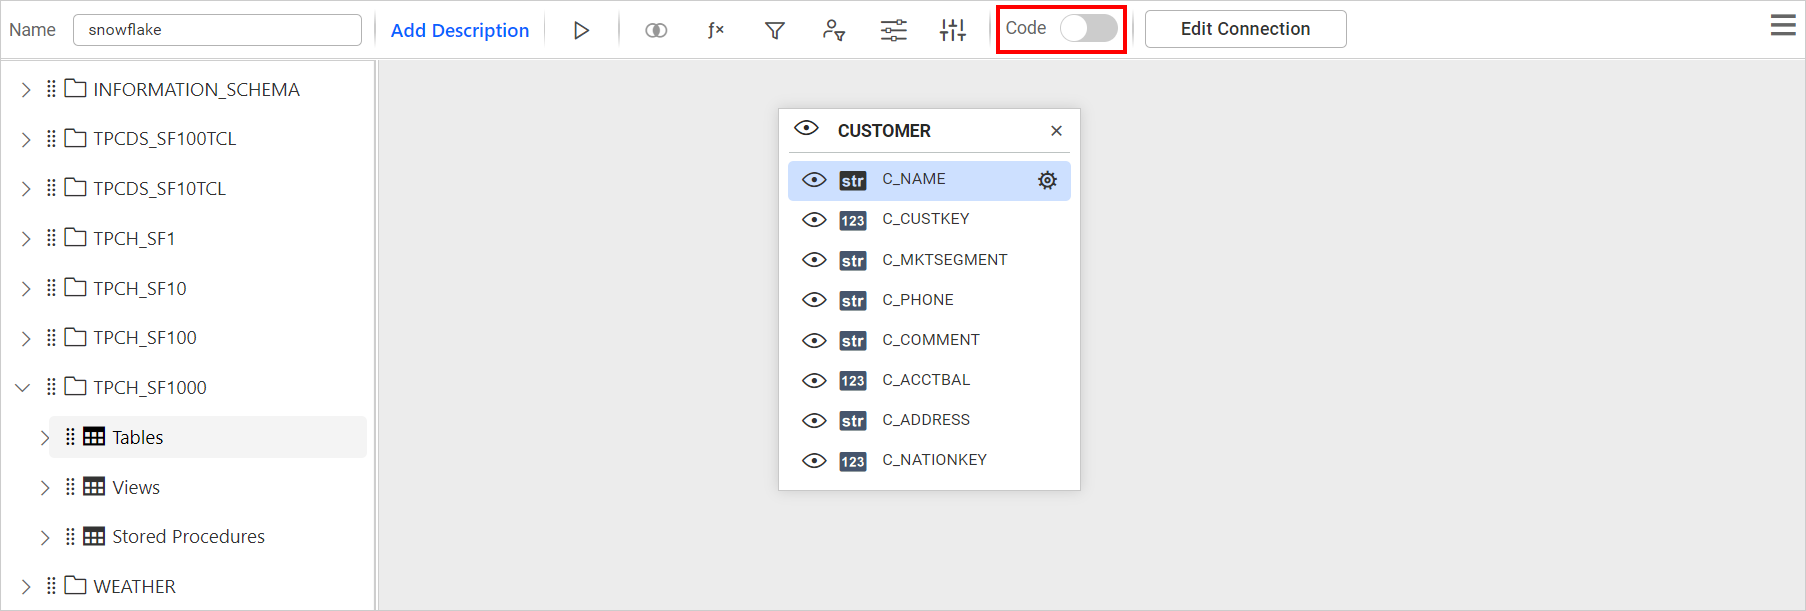 Name snowflake Add Description ƒx Code Edit Connection
INFORMATION_SCHEMA
TPCDS_SF100TCL
TPCDS_SF10TCL
TPCH_SF1
TPCH_SF10
TPCH_SF100
TPCH_SF1000
Tables
Views
Stored Procedures
WEATHER
CUSTOMER
str C_NAME
123 C_CUSTKEY
str C_MKTSEGMENT
str C_PHONE
str C_COMMENT
123 C_ACCTBAL
str C_ADDRESS
123 C_NATIONKEY